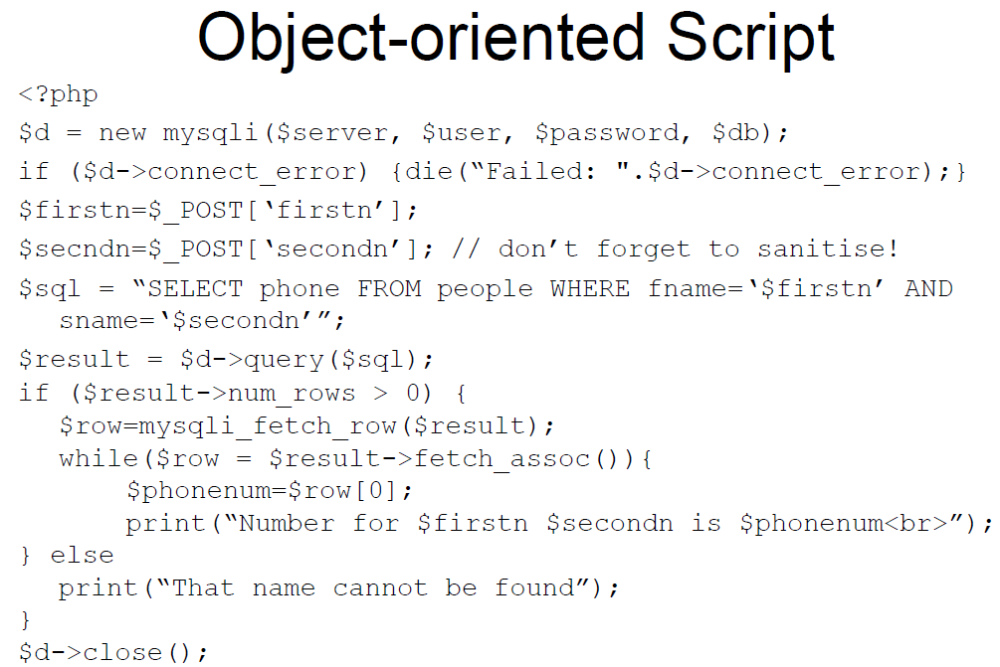 Object-oriented Script
<?php
$d = new mysqli($server, $user, $password, $db);
if ($d->connect_error) {die(“Failed: ".$d->connect_error);}
$firstn=$_POST[‘firstn’];
$secndn=$_POST[‘secondn’]; // don’t forget to sanitise!
$sql = “SELECT phone FROM people WHERE fname=‘$firstn’ AND
sname=‘$secondn’”;
$result = $d->query($sql);
if ($result->num_rows > 0) {
$row=mysqli_fetch_row($result);
while($row = $result->fetch_assoc()){
$phonenum=$row[0];
print(“Number for $firstn $secondn is $phonenum<br>”);
} else
print(“That name cannot be found”);
}
$d->close();